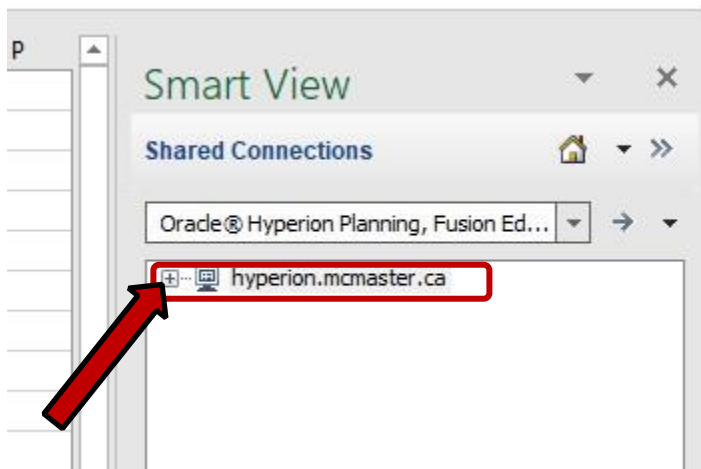 P
Smart View
Shared Connections
Oracle® Hyperion Planning, Fusion Ed...
hyperion.mcmaster.ca